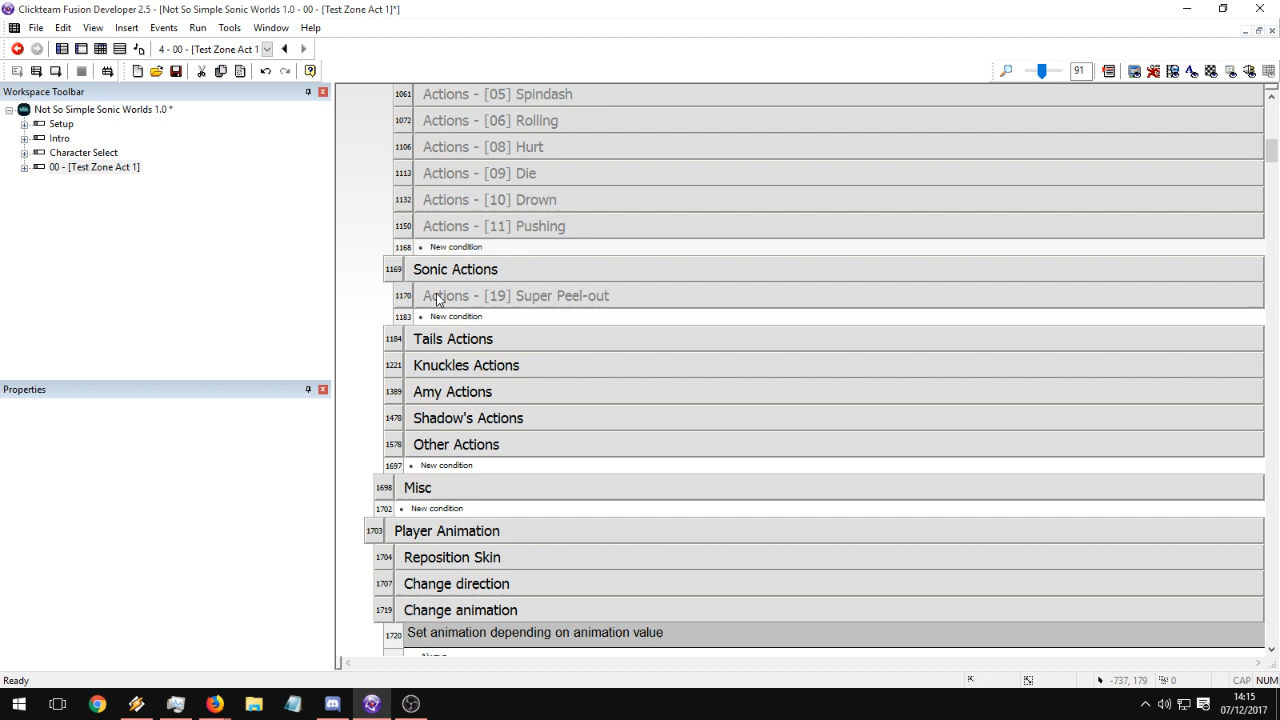 Clickteam Fusion Developer 2.5 - [Not So Simple Sonic Worlds 1.0 - 00 - [Test Zone Act 1]*]
File Edit View Insert Events Run Tools Window Help
4 - 00 - [Test Zone Act 1
91
Workspace Toolbar
Not So Simple Sonic Worlds 1.0 *
Setup
Intro
Character Select
00 - [Test Zone Act 1]
Properties
1061 Actions - [05] Spindash
1072 Actions - [06] Rolling
1106 Actions - [08] Hurt
1113 Actions - [09] Die
1132 Actions - [10] Drown
1150 Actions - [11] Pushing
1168 New condition
1169 Sonic Actions
1170 Actions - [19] Super Peel-out
1183 New condition
1184 Tails Actions
1221 Knuckles Actions
1389 Amy Actions
1478 Shadow's Actions
1578 Other Actions
1697 New condition
1698 Misc
1702 New condition
1703 Player Animation
1704 Reposition Skin
1707 Change direction
1719 Change animation
1720 Set animation depending on animation value
Ready
-737, 179
0
CAP NUM
14:15
07/12/2017